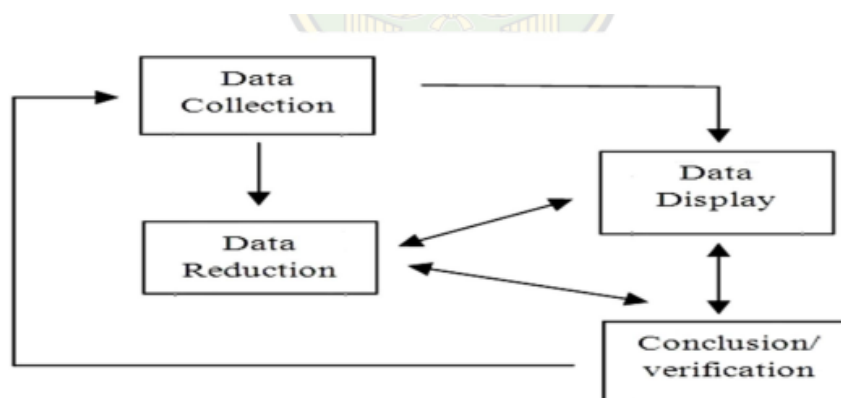 Data
Collection
Data
Display
Data
Reduction
Conclusion/
verification